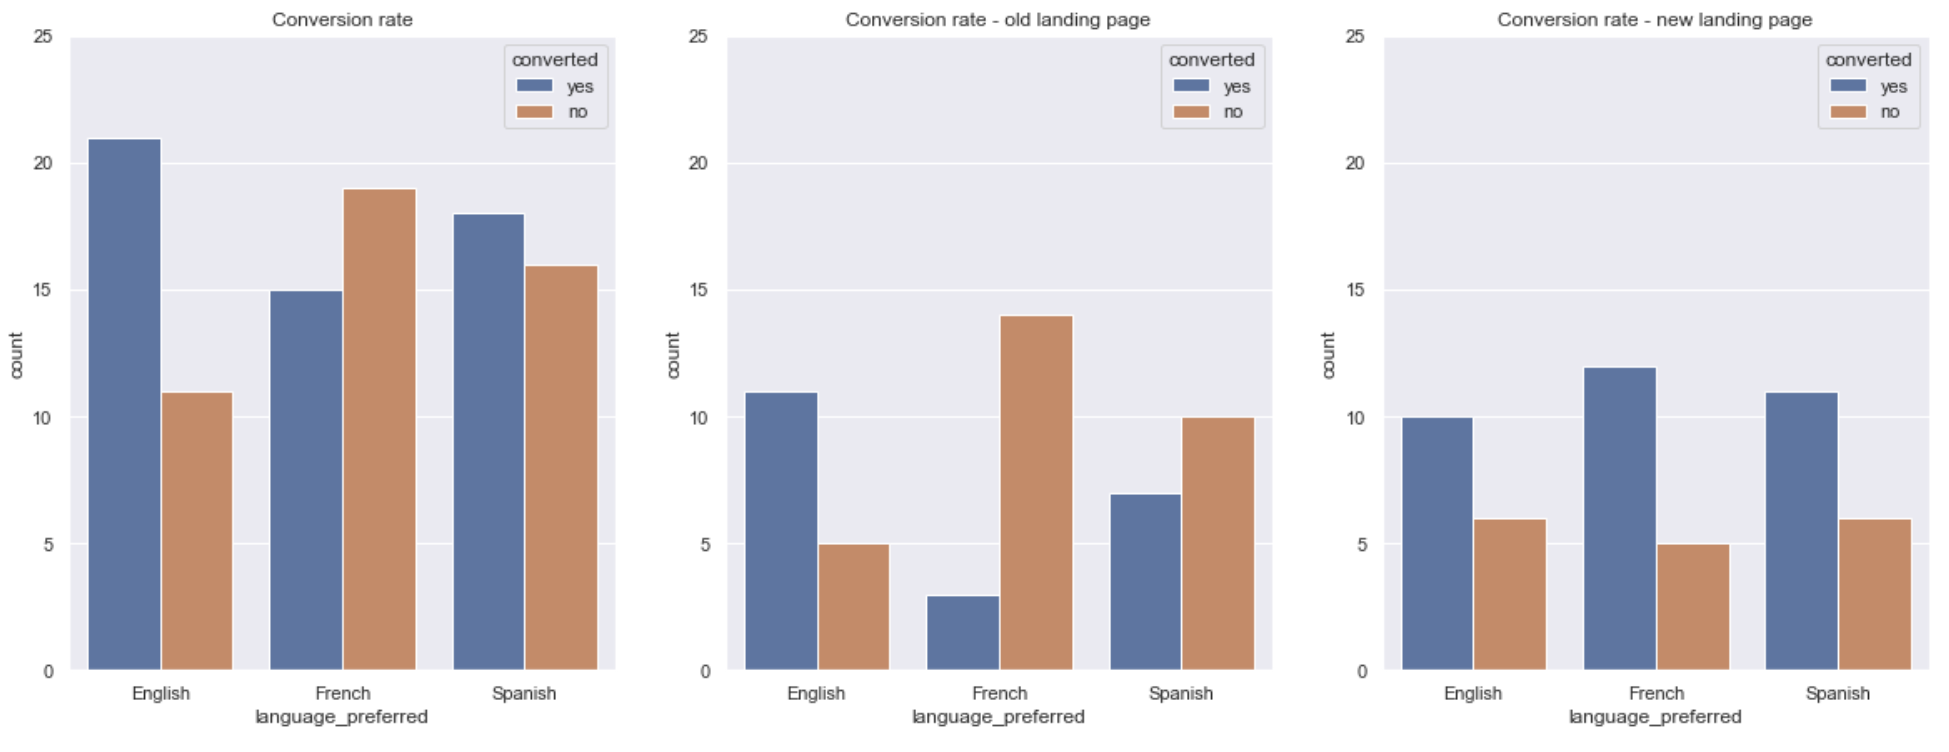 Conversion rate
25
20
15
10
5
0
count
converted
yes
no
English French Spanish
language_preferred
Conversion rate - old landing page
25
20
15
10
5
0
count
converted
yes
no
English French Spanish
language_preferred
Conversion rate - new landing page
25
20
15
10
5
0
count
converted
yes
no
English French Spanish
language_preferred